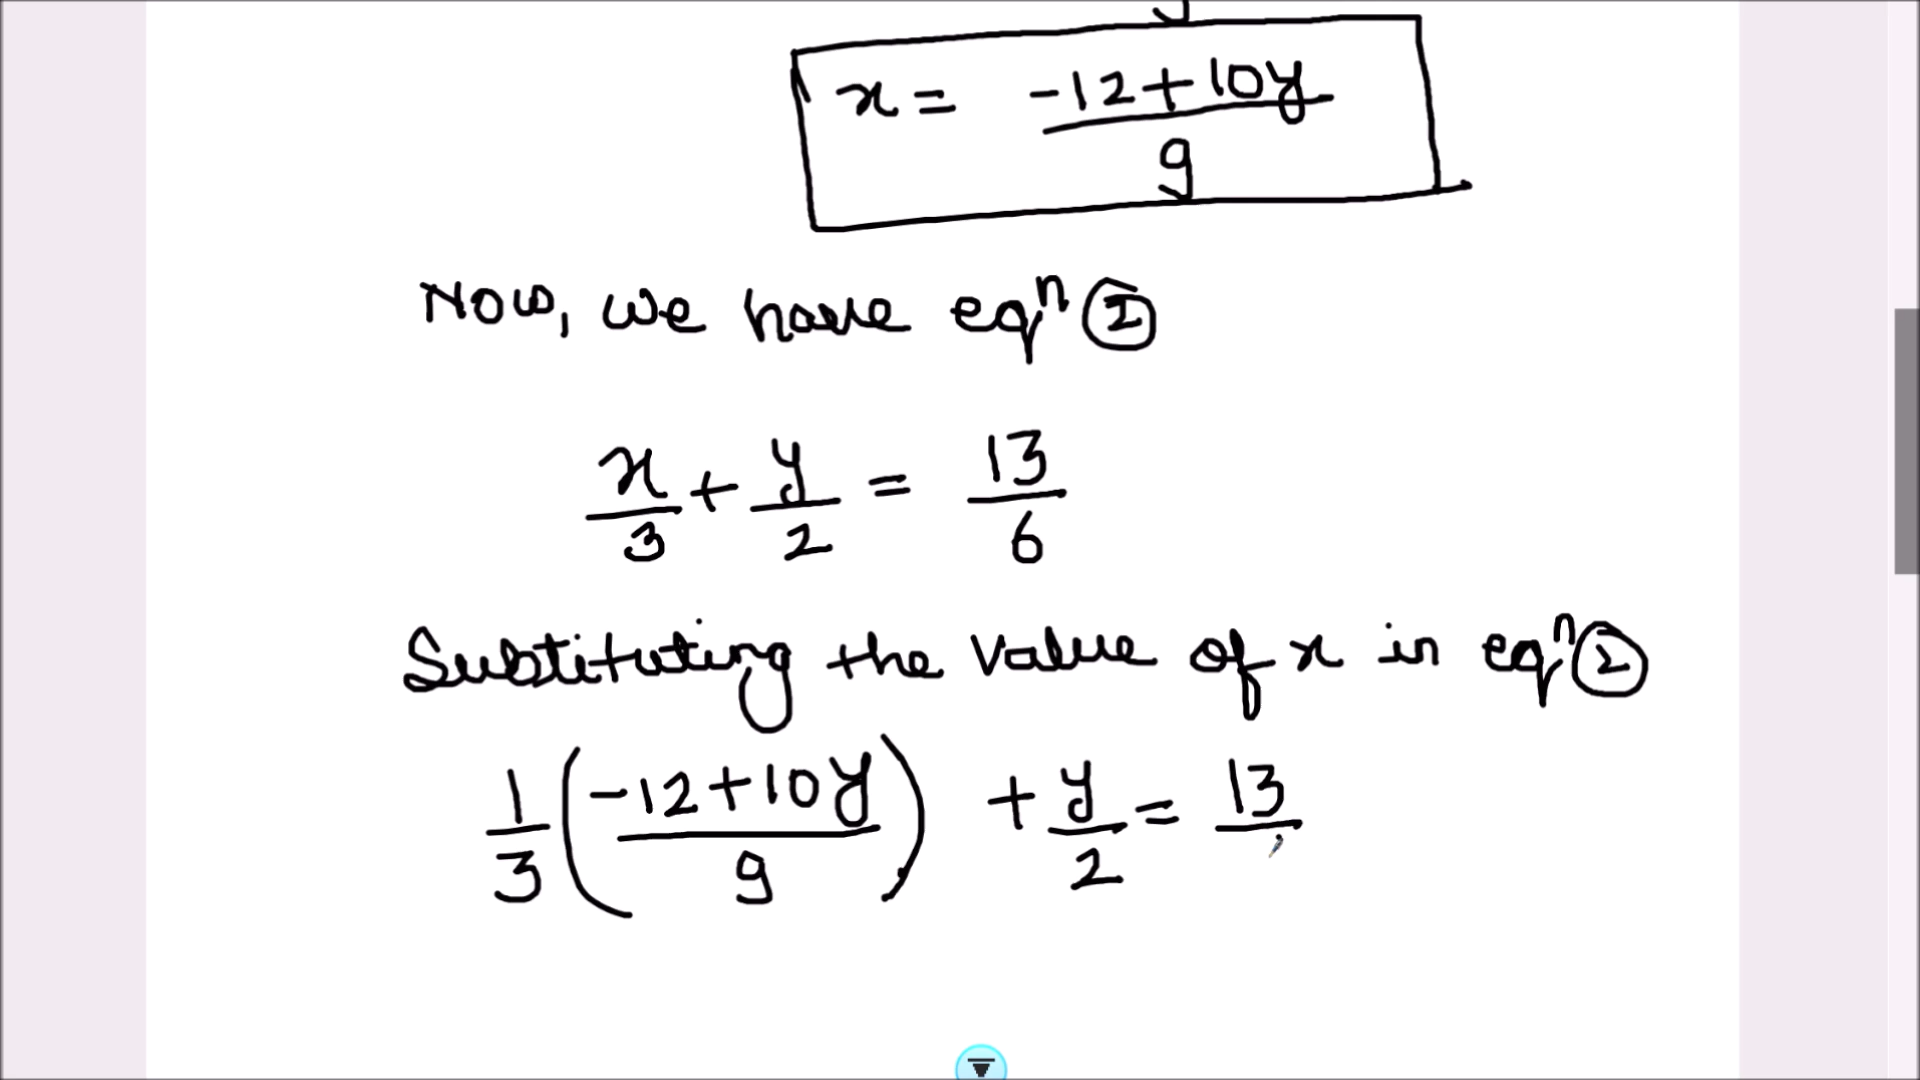 x = (-12+10y)/9
Now, we have eqⁿ ②
x/3 + y/2 = 13/6
Substituting the value of x in eqⁿ ②
1/3 ( (-12+10y)/9 ) + y/2 = 13/